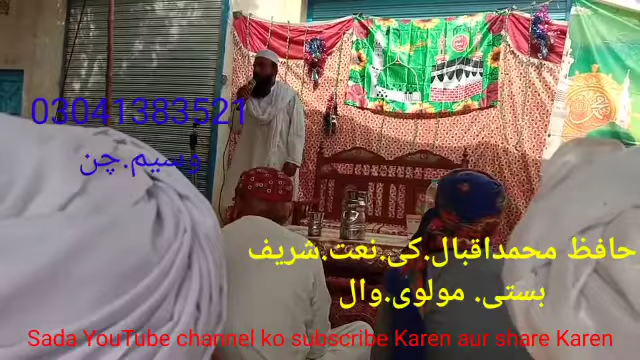 03041383521
وسیم.چن
حافظ محمداقبال.کی.نعت.شریف
بستی. مولوی.وال
Sada YouTube channel ko subscribe Karen aur share Karen